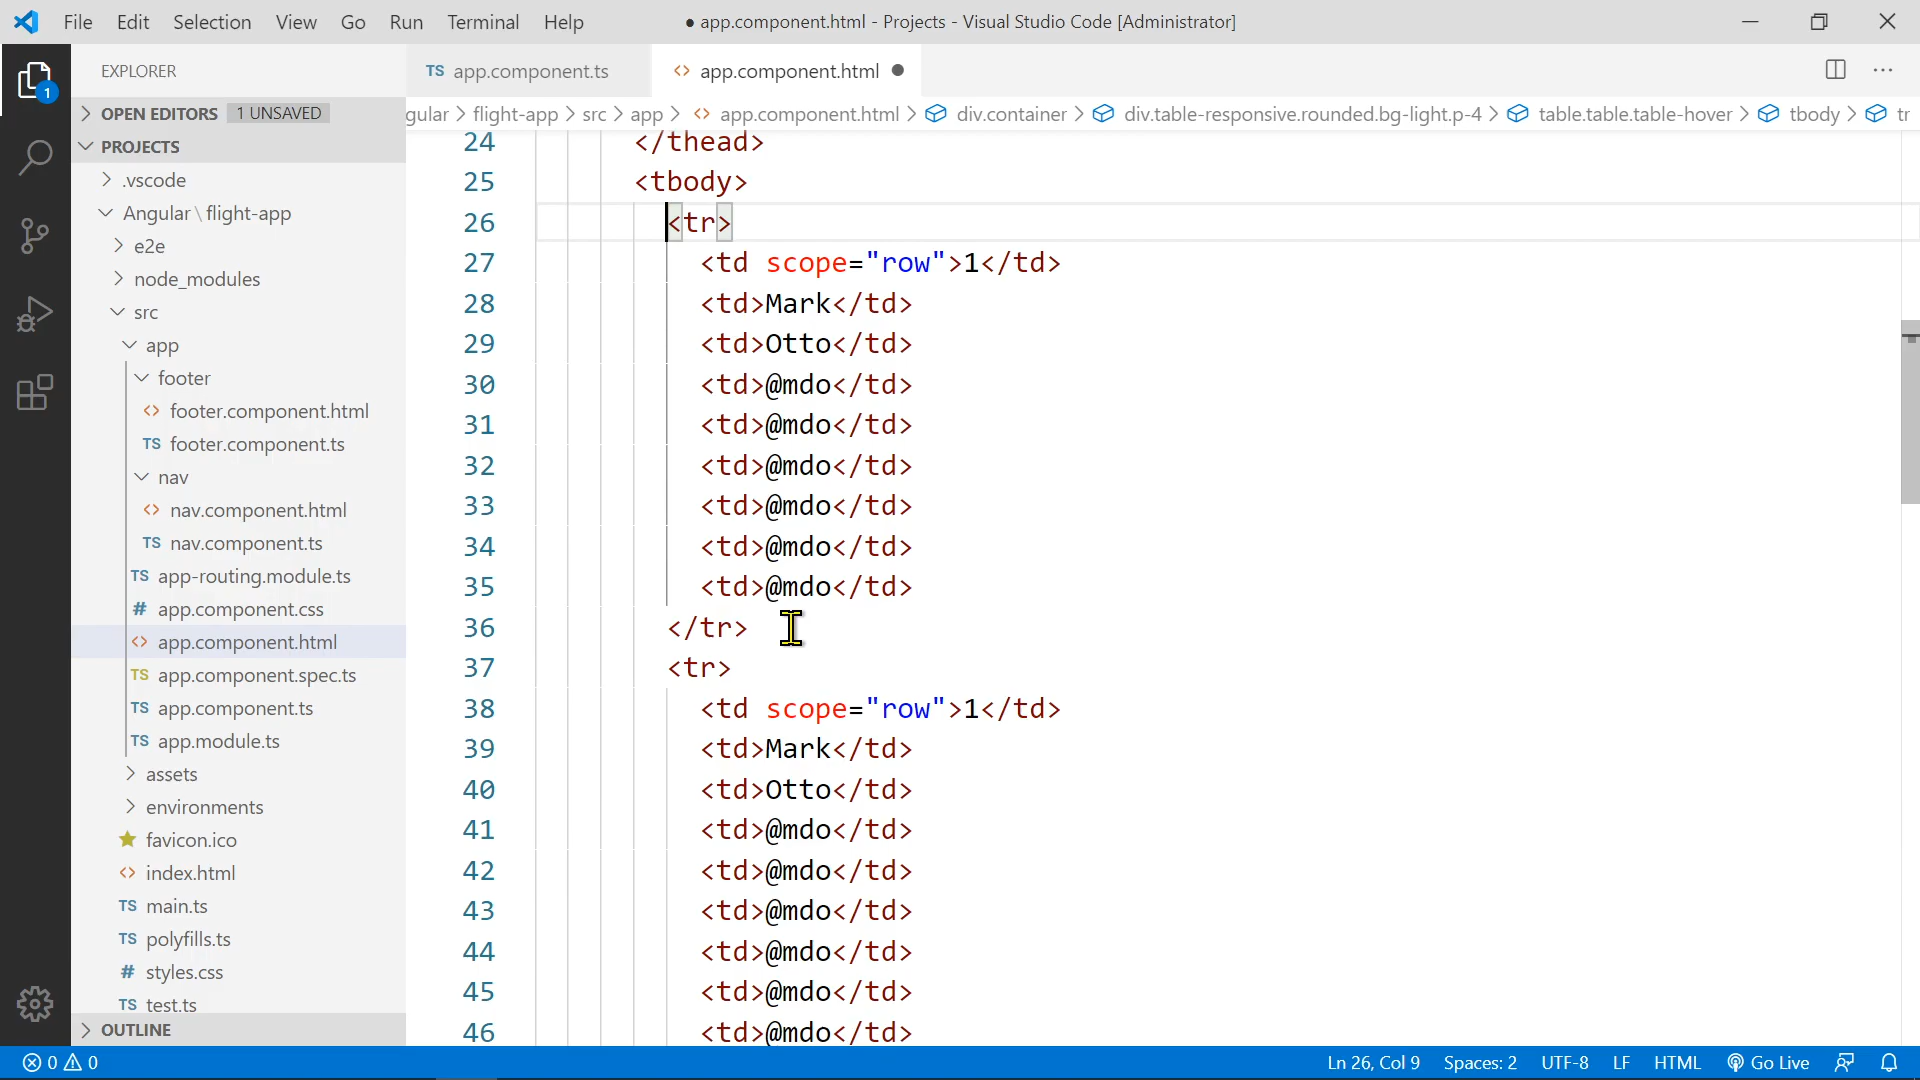 File Edit Selection View Go Run Terminal Help
● app.component.html - Projects - Visual Studio Code [Administrator]
EXPLORER
OPEN EDITORS 1 UNSAVED
PROJECTS
.vscode
Angular \ flight-app
e2e
node_modules
src
app
footer
footer.component.html
TS footer.component.ts
nav
nav.component.html
TS nav.component.ts
TS app-routing.module.ts
# app.component.css
app.component.html
TS app.component.spec.ts
TS app.component.ts
TS app.module.ts
assets
environments
favicon.ico
index.html
TS main.ts
TS polyfills.ts
# styles.css
TS test.ts
OUTLINE
1
TS app.component.ts
<> app.component.html ●
gular > flight-app > src > app > <> app.component.html > div.container > div.table-responsive.rounded.bg-light.p-4 > table.table.table-hover > tbody > tr
24 </thead>
25 <tbody>
26 <tr>
27 <td scope="row">1</td>
28 <td>Mark</td>
29 <td>Otto</td>
30 <td>@mdo</td>
31 <td>@mdo</td>
32 <td>@mdo</td>
33 <td>@mdo</td>
34 <td>@mdo</td>
35 <td>@mdo</td>
36 </tr>
37 <tr>
38 <td scope="row">1</td>
39 <td>Mark</td>
40 <td>Otto</td>
41 <td>@mdo</td>
42 <td>@mdo</td>
43 <td>@mdo</td>
44 <td>@mdo</td>
45 <td>@mdo</td>
46 <td>@mdo</td>
0 0
Ln 26, Col 9 Spaces: 2 UTF-8 LF HTML Go Live